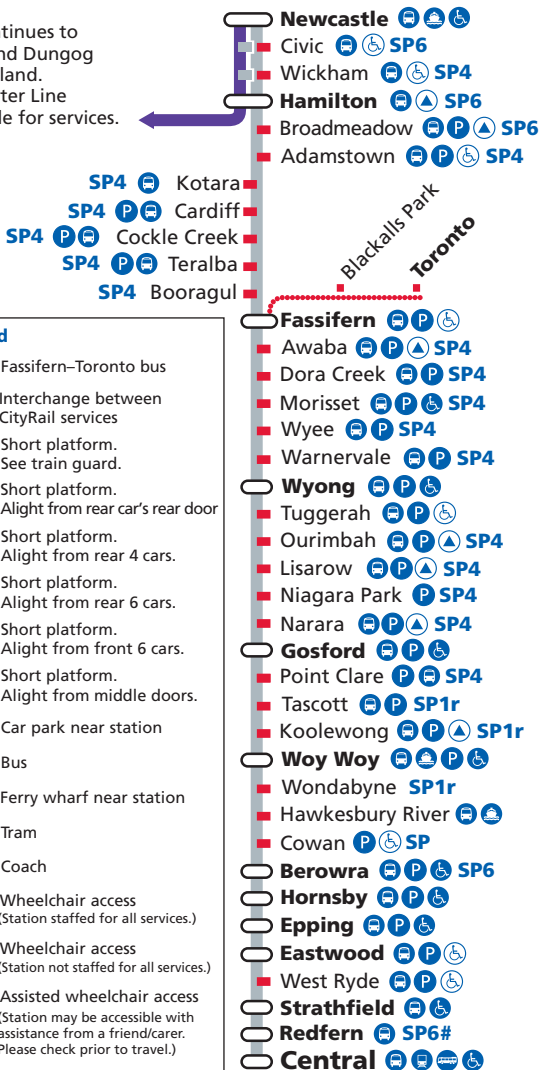 ntinues to
nd Dungog
land.
ter Line
le for services.
Newcastle
Civic SP6
Wickham SP4
Hamilton SP6
Broadmeadow P SP6
Adamstown P SP4
SP4 Kotara
SP4 P Cardiff
SP4 P Cockle Creek
SP4 P Teralba
SP4 Booragul
Blackalls Park
Toronto
Fassifern P
Awaba P SP4
Dora Creek P SP4
Morisset P SP4
Wyee P SP4
Warnervale P SP4
Wyong P
Tuggerah P
Ourimbah P SP4
Lisarow P SP4
Niagara Park P SP4
Narara P SP4
Gosford P
Point Clare P SP4
Tascott P SP1r
Koolewong P SP1r
Woy Woy P
Wondabyne SP1r
Hawkesbury River
Cowan P SP
Berowra P SP6
Hornsby P
Epping P
Eastwood P
West Ryde P
Strathfield
Redfern SP6#
Central
d
Fassifern–Toronto bus
Interchange between
CityRail services
Short platform.
See train guard.
Short platform.
Alight from rear car's rear door
Short platform.
Alight from rear 4 cars.
Short platform.
Alight from rear 6 cars.
Short platform.
Alight from front 6 cars.
Short platform.
Alight from middle doors.
Car park near station
Bus
Ferry wharf near station
Tram
Coach
Wheelchair access
(Station staffed for all services.)
Wheelchair access
(Station not staffed for all services.)
Assisted wheelchair access
(Station may be accessible with
assistance from a friend/carer.
Please check prior to travel.)